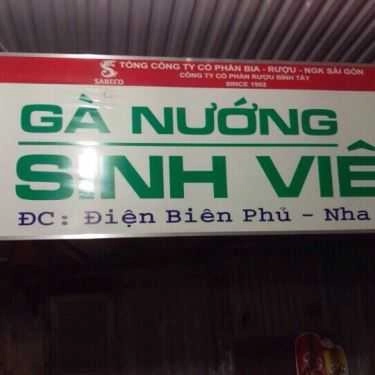 TỔNG CÔNG TY CỔ PHẦN BIA - RƯỢU - NGK SÀI GÒN
SABECO CÔNG TY CỔ PHẦN RƯỢU BÌNH TÂY
SINCE 1902
GÀ NƯỚNG
SINH VIÊ
ĐC: Điện Biên Phủ - Nha